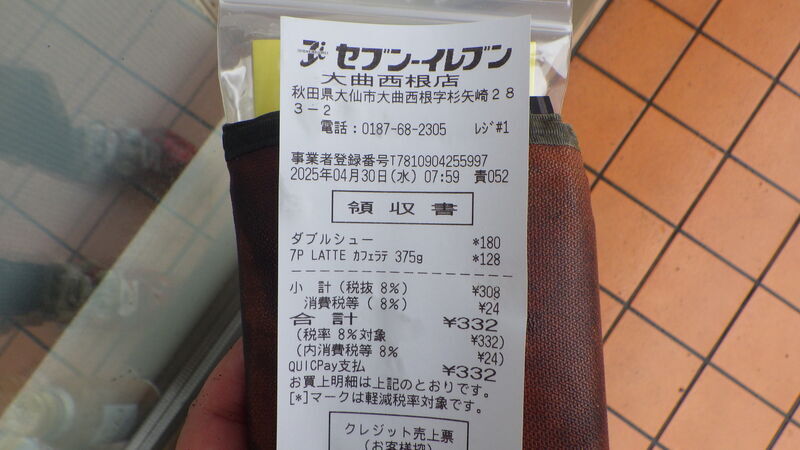 セブン-イレブン
大曲西根店
秋田県大仙市大曲西根字杉矢崎28
3-2
電話:0187-68-2305 レジ#1
事業者登録番号T7810904255997
2025年04月30日(水) 07:59 責052
領収書
ダブルシュー *180
7P LATTE カフェラテ 375g *128
小 計(税抜 8%) ¥308
消費税等( 8%) ¥24
合計 ¥332
(税率 8%対象 ¥332)
(内消費税等 8% ¥24)
QUICPay支払 ¥332
お買上明細は上記のとおりです。
[*]マークは軽減税率対象です。
クレジット売上票
(お客様控)